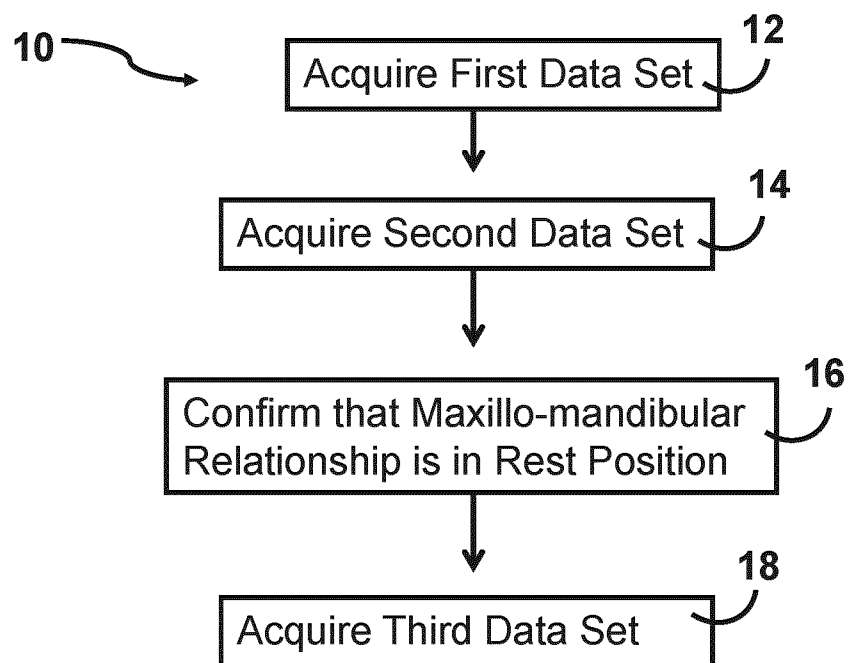 10
12
Acquire First Data Set
14
Acquire Second Data Set
16
Confirm that Maxillo-mandibular
Relationship is in Rest Position
18
Acquire Third Data Set